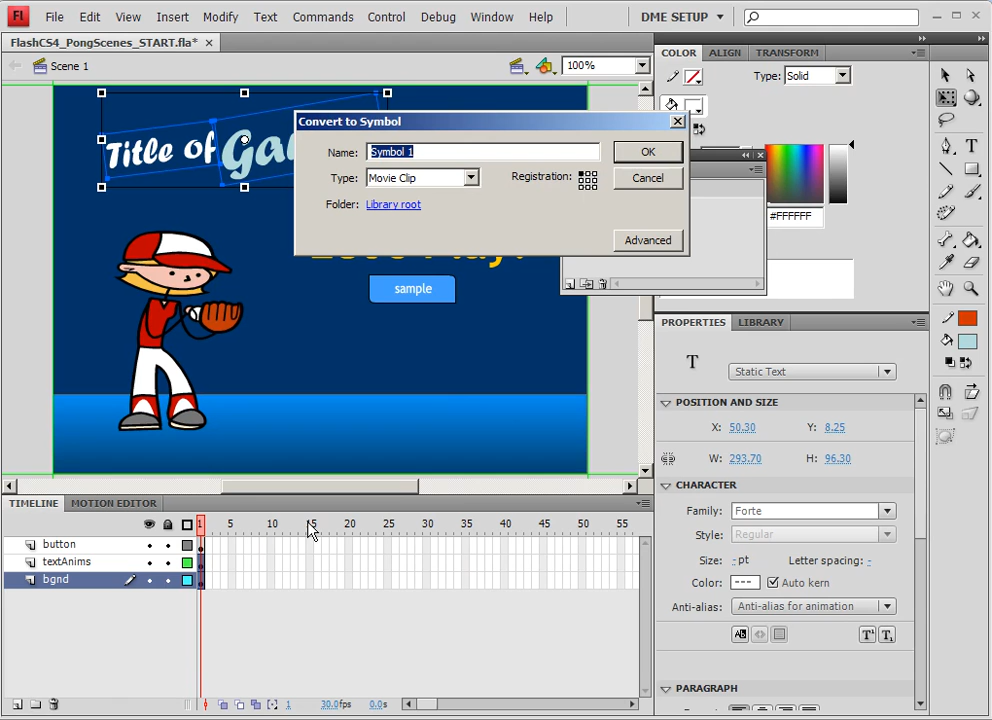 Fl File Edit View Insert Modify Text Commands Control Debug Window Help DME SETUP
FlashCS4_PongScenes_START.fla* ×
Scene 1 100%
COLOR ALIGN TRANSFORM
Type: Solid
#FFFFFF
Title of
Convert to Symbol
Name: Symbol 1 OK
Type: Movie Clip Registration: Cancel
Folder: Library root
Advanced
sample
PROPERTIES LIBRARY
T Static Text
POSITION AND SIZE
X: 50.30 Y: 8.25
W: 293.70 H: 96.30
CHARACTER
Family: Forte
Style: Regular
Size: - pt Letter spacing: -
Color: --- Auto kern
Anti-alias: Anti-alias for animation
PARAGRAPH
TIMELINE MOTION EDITOR
1 5 10 15 20 25 30 35 40 45 50 55
button
textAnims
bgnd
1 30.0fps 0.0s